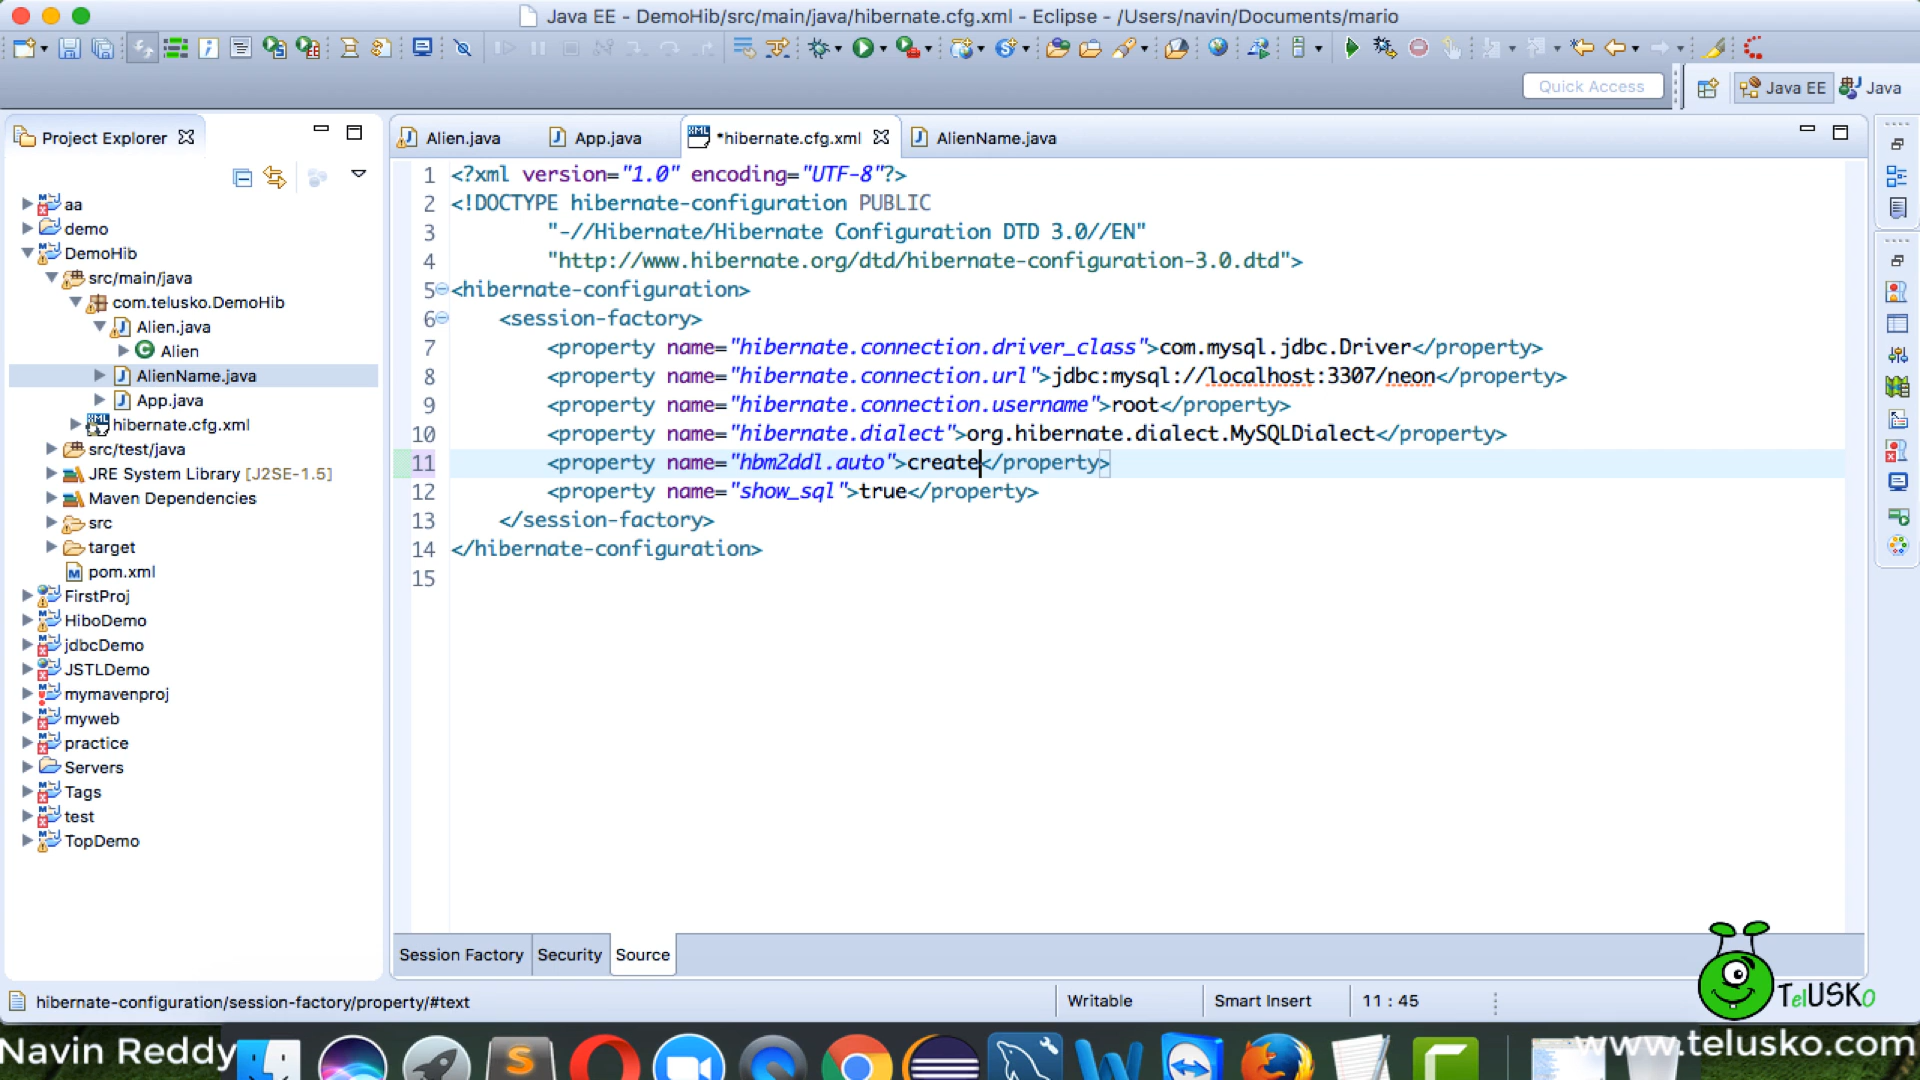 Java EE - DemoHib/src/main/java/hibernate.cfg.xml - Eclipse - /Users/navin/Documents/mario
Quick Access
Java EE
Java
Project Explorer
Alien.java
App.java
*hibernate.cfg.xml
AlienName.java
aa
demo
DemoHib
src/main/java
com.telusko.DemoHib
Alien.java
Alien
AlienName.java
App.java
hibernate.cfg.xml
src/test/java
JRE System Library [J2SE-1.5]
Maven Dependencies
src
target
pom.xml
FirstProj
HiboDemo
jdbcDemo
JSTLDemo
mymavenproj
myweb
practice
Servers
Tags
test
TopDemo
1 <?xml version="1.0" encoding="UTF-8"?>
2 <!DOCTYPE hibernate-configuration PUBLIC
3 "-//Hibernate/Hibernate Configuration DTD 3.0//EN"
4 "http://www.hibernate.org/dtd/hibernate-configuration-3.0.dtd">
5 <hibernate-configuration>
6 <session-factory>
7 <property name="hibernate.connection.driver_class">com.mysql.jdbc.Driver</property>
8 <property name="hibernate.connection.url">jdbc:mysql://localhost:3307/neon</property>
9 <property name="hibernate.connection.username">root</property>
10 <property name="hibernate.dialect">org.hibernate.dialect.MySQLDialect</property>
11 <property name="hbm2ddl.auto">create</property>
12 <property name="show_sql">true</property>
13 </session-factory>
14 </hibernate-configuration>
15
Session Factory
Security
Source
hibernate-configuration/session-factory/property/#text
Writable
Smart Insert
11 : 45
TelUSKO
Navin Reddy
www.telusko.com